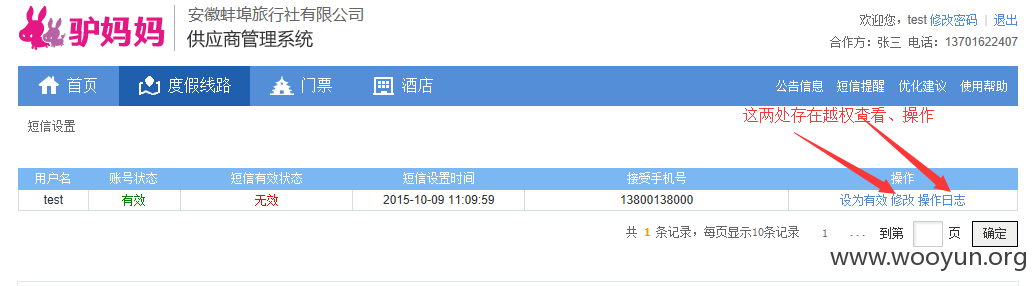 驴妈妈
安徽蚌埠旅行社有限公司
供应商管理系统
欢迎您，test 修改密码 | 退出
合作方：张三 电话：13701622407
首页 度假线路 门票 酒店 公告信息 短信提醒 优化建议 使用帮助
这两处存在越权查看、操作
短信设置
用户名 账号状态 短信有效状态 短信设置时间 接受手机号 操作
test 有效 无效 2015-10-09 11:09:59 13800138000 设为有效 修改 操作日志
共 1 条记录，每页显示10条记录 1 ... 到第 页 确定
www.wooyun.org